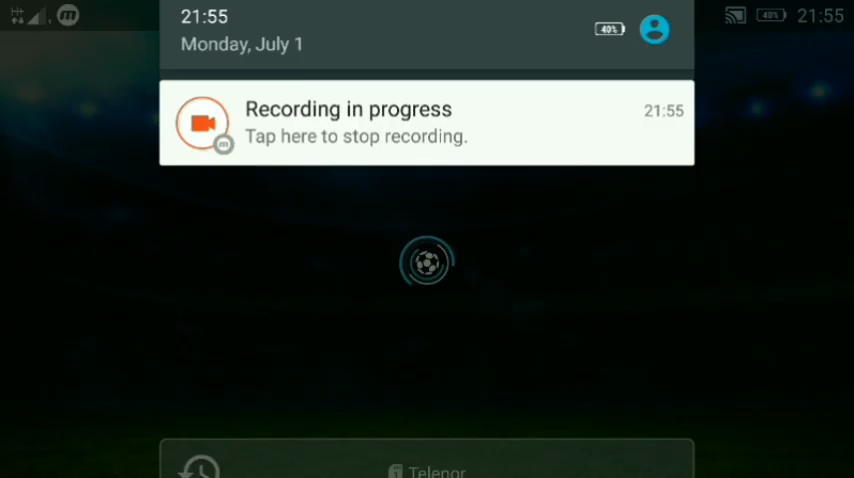 21:55
Monday, July 1
40%
40%
21:55
Recording in progress
21:55
Tap here to stop recording.
Telenor